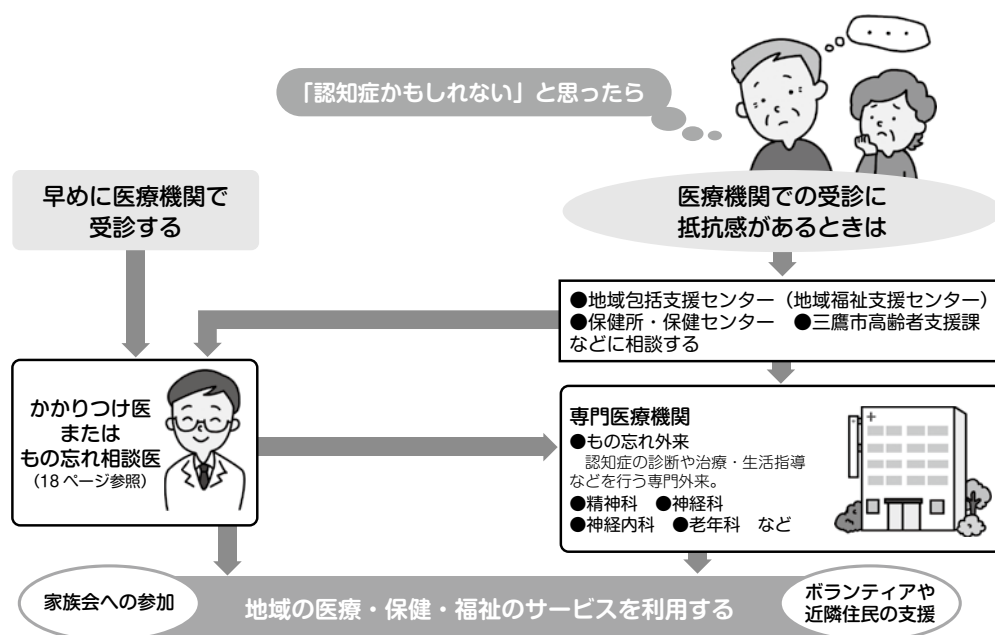 ・・・
「認知症かもしれない」と思ったら
早めに医療機関で
受診する
医療機関での受診に
抵抗感があるときは
●地域包括支援センター（地域福祉支援センター）
●保健所・保健センター　●三鷹市高齢者支援課
などに相談する
かかりつけ医
または
もの忘れ相談医
（18 ページ参照）
専門医療機関
●もの忘れ外来
認知症の診断や治療・生活指導
などを行う専門外来。
●精神科　●神経科
●神経内科　●老年科　など
家族会への参加
地域の医療・保健・福祉のサービスを利用する
ボランティアや
近隣住民の支援